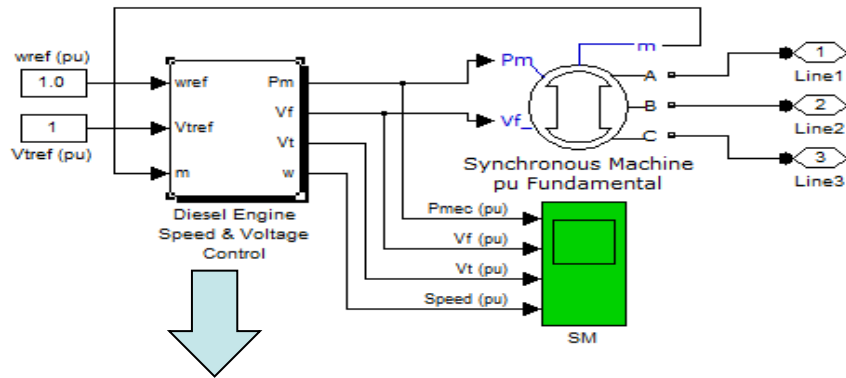 wref (pu)
1.0
1
Vtref (pu)
wref
Vtref
m
Pm
Vf
Vt
w
Diesel Engine
Speed & Voltage
Control
Pm
Vf_
m
A
B
C
Synchronous Machine
pu Fundamental
1
Line1
2
Line2
3
Line3
Pmec (pu)
Vf (pu)
Vt (pu)
Speed (pu)
SM